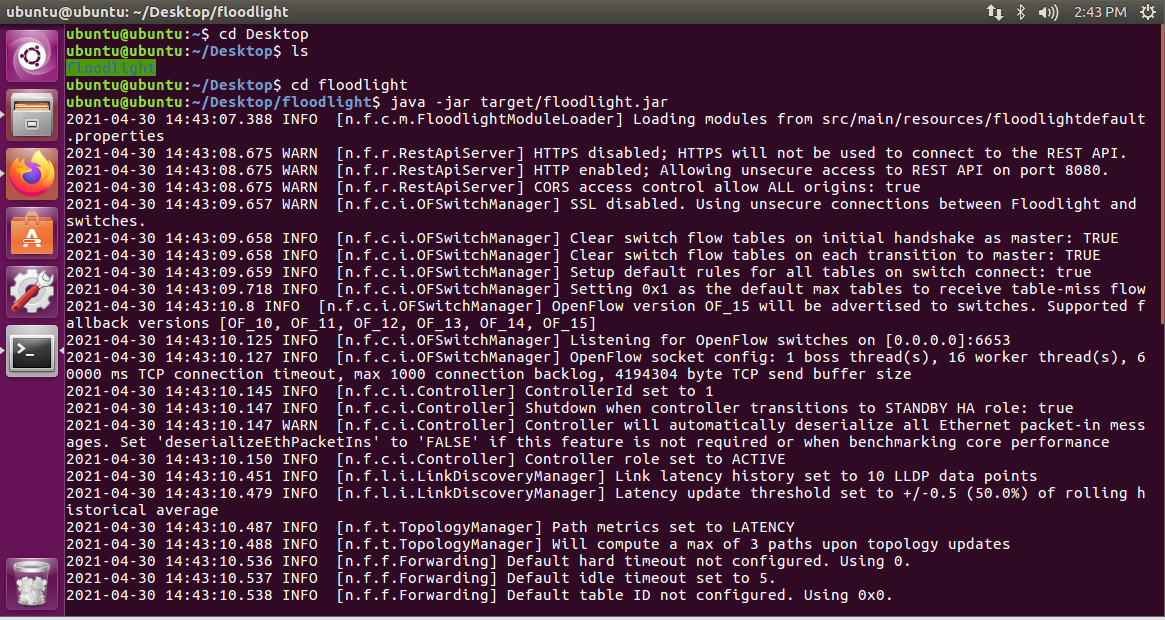 ubuntu@ubuntu: ~/Desktop/floodlight
2:43 PM
ubuntu@ubuntu:~$ cd Desktop
ubuntu@ubuntu:~/Desktop$ ls
floodlight
ubuntu@ubuntu:~/Desktop$ cd floodlight
ubuntu@ubuntu:~/Desktop/floodlight$ java -jar target/floodlight.jar
2021-04-30 14:43:07.388 INFO  [n.f.c.m.FloodlightModuleLoader] Loading modules from src/main/resources/floodlightdefault
.properties
2021-04-30 14:43:08.675 WARN  [n.f.r.RestApiServer] HTTPS disabled; HTTPS will not be used to connect to the REST API.
2021-04-30 14:43:08.675 WARN  [n.f.r.RestApiServer] HTTP enabled; Allowing unsecure access to REST API on port 8080.
2021-04-30 14:43:08.675 WARN  [n.f.r.RestApiServer] CORS access control allow ALL origins: true
2021-04-30 14:43:09.657 WARN  [n.f.c.i.OFSwitchManager] SSL disabled. Using unsecure connections between Floodlight and
switches.
2021-04-30 14:43:09.658 INFO  [n.f.c.i.OFSwitchManager] Clear switch flow tables on initial handshake as master: TRUE
2021-04-30 14:43:09.658 INFO  [n.f.c.i.OFSwitchManager] Clear switch flow tables on each transition to master: TRUE
2021-04-30 14:43:09.659 INFO  [n.f.c.i.OFSwitchManager] Setup default rules for all tables on switch connect: true
2021-04-30 14:43:09.718 INFO  [n.f.c.i.OFSwitchManager] Setting 0x1 as the default max tables to receive table-miss flow
2021-04-30 14:43:10.8 INFO  [n.f.c.i.OFSwitchManager] OpenFlow version OF_15 will be advertised to switches. Supported f
allback versions [OF_10, OF_11, OF_12, OF_13, OF_14, OF_15]
2021-04-30 14:43:10.125 INFO  [n.f.c.i.OFSwitchManager] Listening for OpenFlow switches on [0.0.0.0]:6653
2021-04-30 14:43:10.127 INFO  [n.f.c.i.OFSwitchManager] OpenFlow socket config: 1 boss thread(s), 16 worker thread(s), 6
0000 ms TCP connection timeout, max 1000 connection backlog, 4194304 byte TCP send buffer size
2021-04-30 14:43:10.145 INFO  [n.f.c.i.Controller] ControllerId set to 1
2021-04-30 14:43:10.147 INFO  [n.f.c.i.Controller] Shutdown when controller transitions to STANDBY HA role: true
2021-04-30 14:43:10.147 WARN  [n.f.c.i.Controller] Controller will automatically deserialize all Ethernet packet-in mess
ages. Set 'deserializeEthPacketIns' to 'FALSE' if this feature is not required or when benchmarking core performance
2021-04-30 14:43:10.150 INFO  [n.f.c.i.Controller] Controller role set to ACTIVE
2021-04-30 14:43:10.451 INFO  [n.f.l.i.LinkDiscoveryManager] Link latency history set to 10 LLDP data points
2021-04-30 14:43:10.479 INFO  [n.f.l.i.LinkDiscoveryManager] Latency update threshold set to +/-0.5 (50.0%) of rolling h
istorical average
2021-04-30 14:43:10.487 INFO  [n.f.t.TopologyManager] Path metrics set to LATENCY
2021-04-30 14:43:10.488 INFO  [n.f.t.TopologyManager] Will compute a max of 3 paths upon topology updates
2021-04-30 14:43:10.536 INFO  [n.f.f.Forwarding] Default hard timeout not configured. Using 0.
2021-04-30 14:43:10.537 INFO  [n.f.f.Forwarding] Default idle timeout set to 5.
2021-04-30 14:43:10.538 INFO  [n.f.f.Forwarding] Default table ID not configured. Using 0x0.